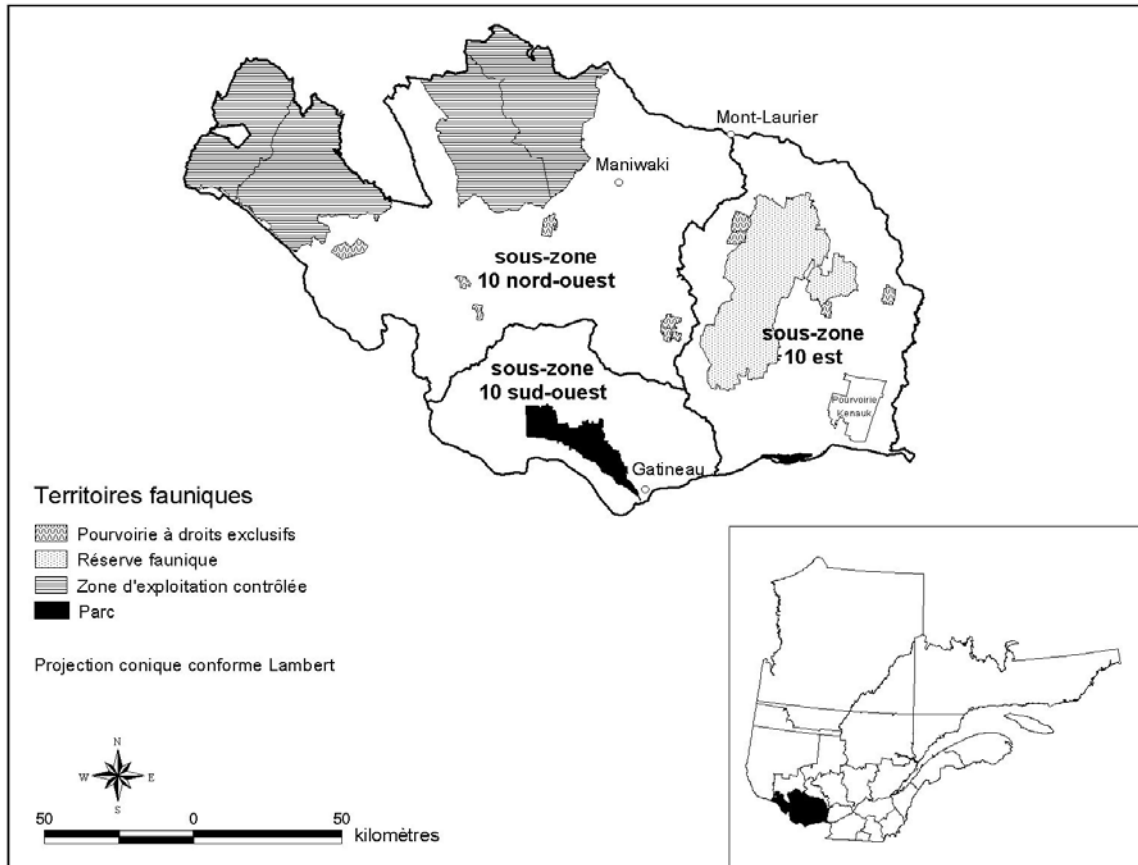 Mont-Laurier
Maniwaki
sous-zone
10 nord-ouest
sous-zone
10 est
sous-zone
10 sud-ouest
Pourvoirie
Kenauk
Gatineau
Territoires fauniques
Pourvoirie à droits exclusifs
Réserve faunique
Zone d'exploitation contrôlée
Parc
Projection conique conforme Lambert
N
W E
S
50 0 50
kilomètres